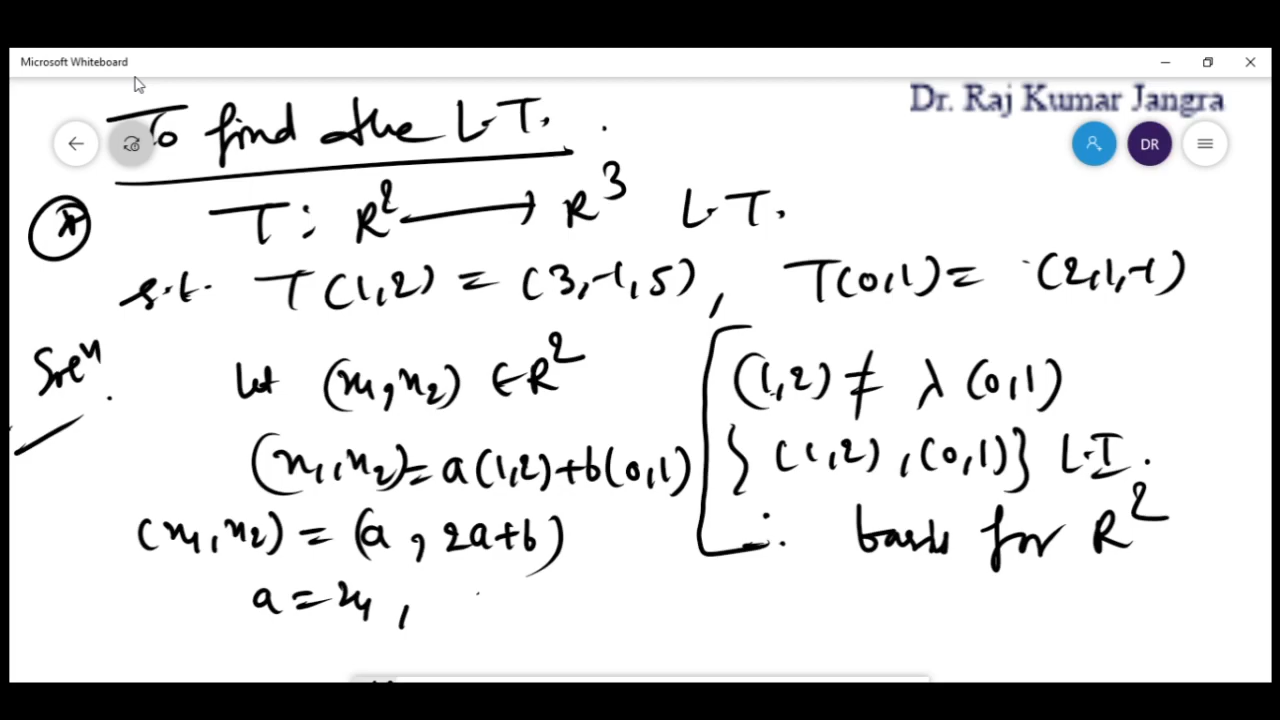 Microsoft Whiteboard
Dr. Raj Kumar Jangra
DR
To find the L.T.
T: R² ⟶ R³ L.T.
s.t. T(1,2) = (3,-1,5), T(0,1) = (2,1,-1)
Solⁿ.
Let (x₁,x₂) ∈ R²
(x₁,x₂) = a(1,2)+b(0,1)
(x₁,x₂) = (a, 2a+b)
a = x₁,
(1,2) ≠ λ (0,1)
{(1,2),(0,1)} L.I.
∴ basis for R²